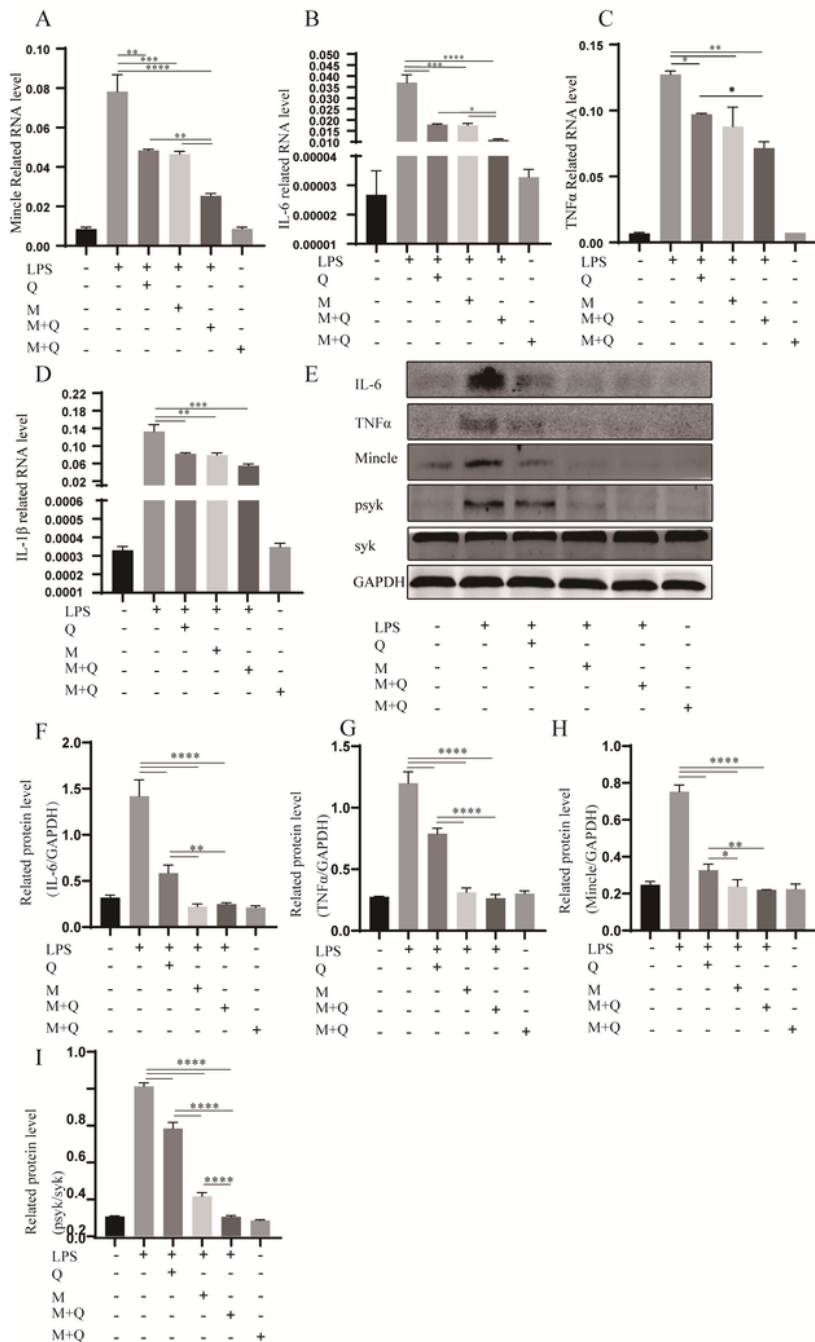 A
Mincle Related RNA level
0.10
0.08
0.06
0.04
0.02
0.00
**
***
****
**
LPS - + + + + -
Q - - + - - -
M - - - + - -
M+Q - - - - + -
M+Q - - - - - +
B
IL-6 related RNA level
0.050
0.045
0.040
0.035
0.030
0.025
0.020
0.015
0.010
0.00004
0.00003
0.00002
0.00001
****
***
*
LPS - + + + + -
Q - - + - - -
M - - - + - -
M+Q - - - - + -
M+Q - - - - - +
C
TNFα Related RNA level
0.15
0.10
0.05
0.00
**
*
*
LPS - + + + + -
Q - - + - - -
M - - - + - -
M+Q - - - - + -
M+Q - - - - - +
D
IL-1β related RNA level
0.22
0.18
0.14
0.10
0.06
0.0006
0.0005
0.0004
0.0003
0.0002
0.0001
***
**
LPS - + + + + -
Q - - + - - -
M - - - + - -
M+Q - - - - + -
M+Q - - - - - +
E
IL-6
TNFα
Mincle
psyk
syk
GAPDH
LPS - + + + + -
Q - - + - - -
M - - - + - -
M+Q - - - - + -
M+Q - - - - - +
F
Related protein level
(IL-6/GAPDH)
2.0
1.5
1.0
0.5
0.0
****
**
LPS - + + + + -
Q - - + - - -
M - - - + - -
M+Q - - - - + -
M+Q - - - - - +
G
Related protein level
(TNFα/GAPDH)
1.5
1.0
0.5
0.0
****
****
LPS - + + + + -
Q - - + - - -
M - - - + - -
M+Q - - - - + -
M+Q - - - - - +
H
Related protein level
(Mincle/GAPDH)
1.0
0.8
0.6
0.4
0.2
0.0
****
**
*
LPS - + + + + -
Q - - + - - -
M - - - + - -
M+Q - - - - + -
M+Q - - - - - +
I
Related protein level
(psyk/syk)
0.8
0.6
0.4
0.2
0.0
****
****
****
LPS - + + + + -
Q - - + - - -
M - - - + - -
M+Q - - - - + -
M+Q - - - - - +